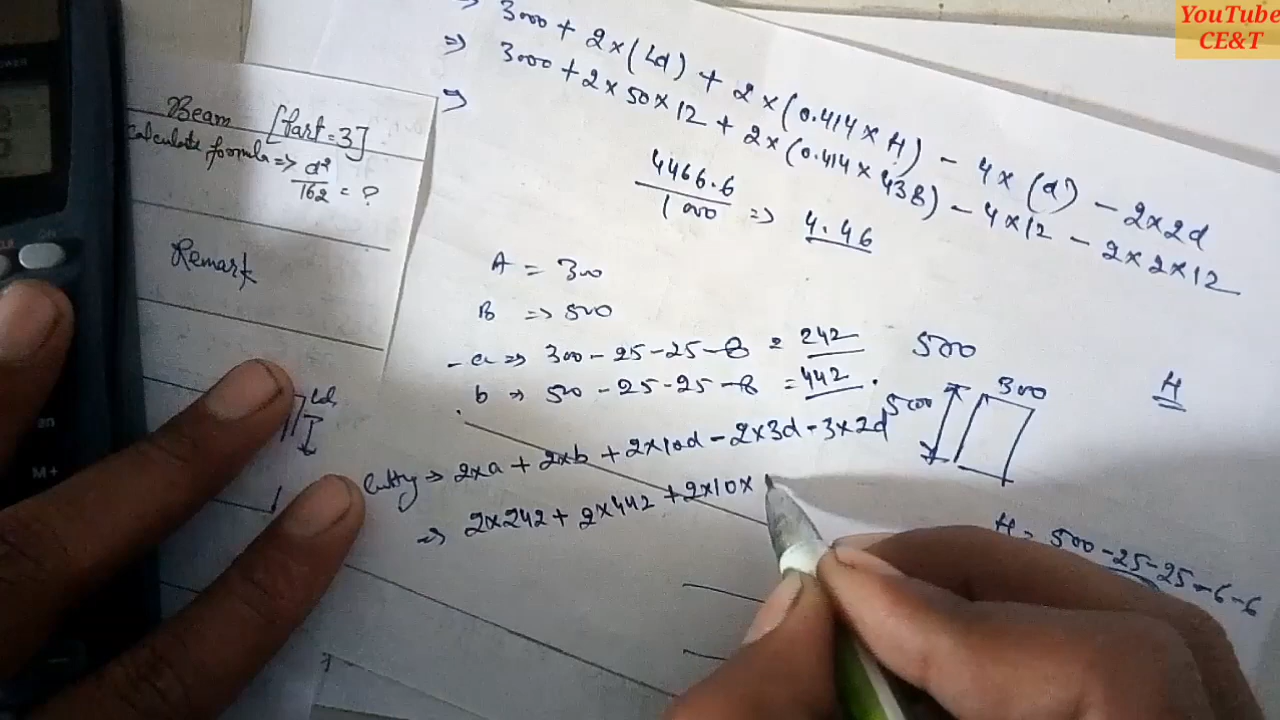 YouTube
CE&T
⇒ 3000 + 2×(Ld) + 2×(0.414×H) - 4×(d) - 2×2d
⇒ 3000 + 2×50×12 + 2×(0.414×438) - 4×12 - 2×2×12
⇒
4466.6
1000 ⇒ 4.46
Beam [Part=3]
Calculate formula ⇒ d²
162 = ?
Remark
A = 300
B ⇒ 500
a ⇒ 300-25-25-8 = 242
b ⇒ 500-25-25-8 = 442
500
300
500
H
Ld
⇒ 2×a + 2×b + 2×10d - 2×3d - 3×2d
⇒ 2×242 + 2×442 + 2×10×
H = 500-25-25-6-6
M+